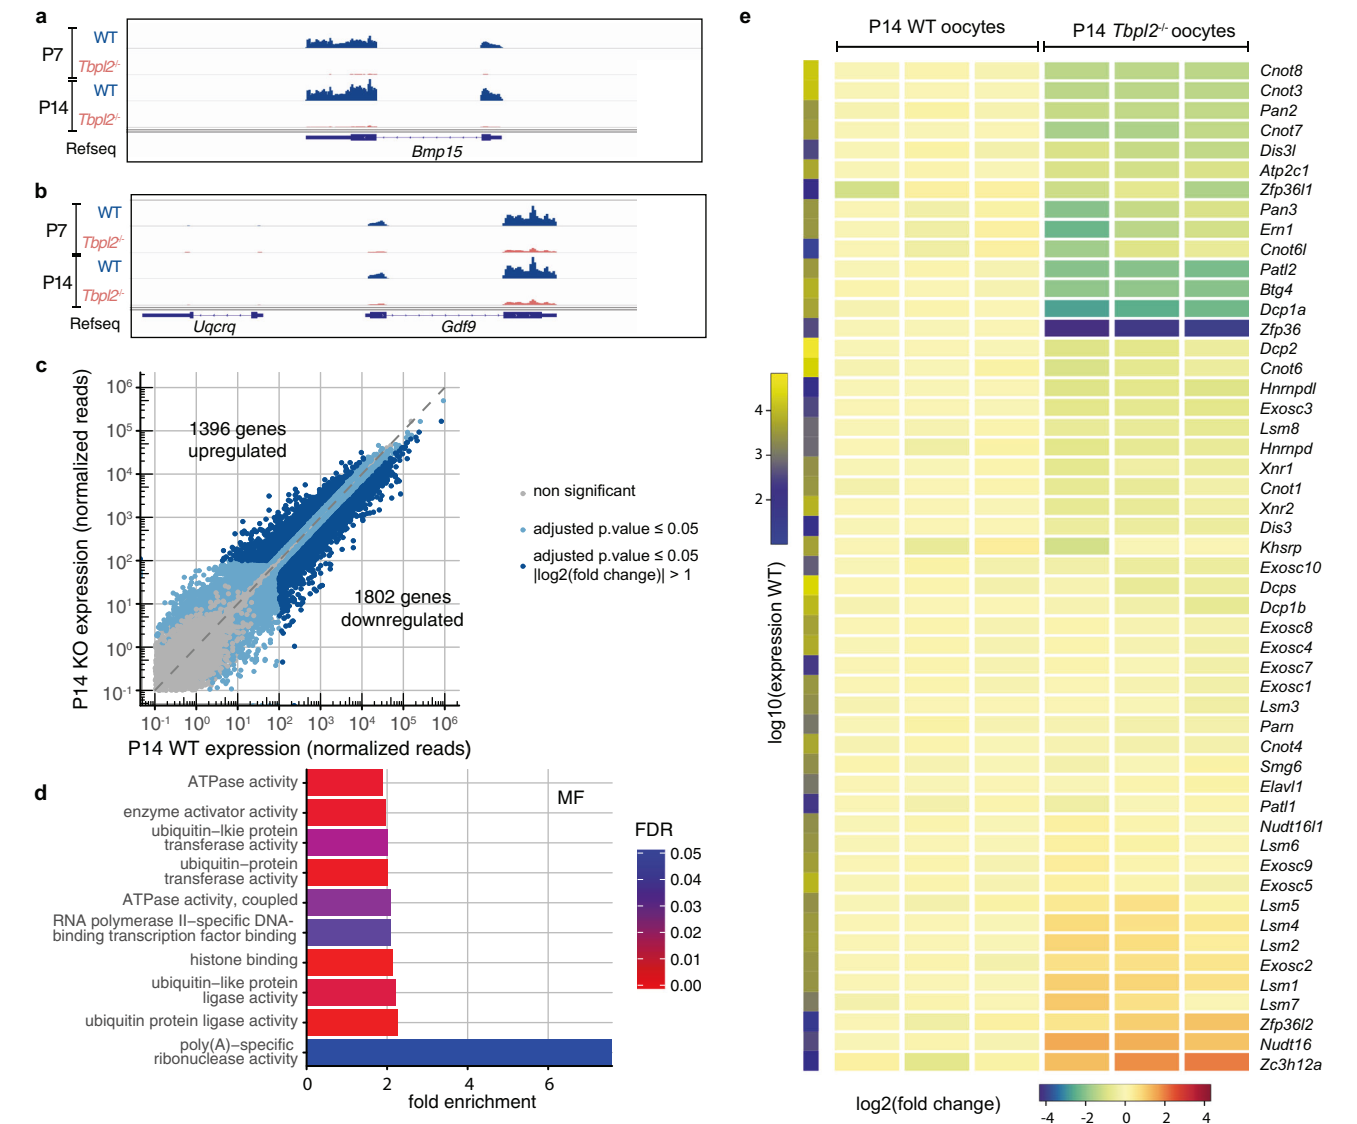 a
WT
P7
Tbpl2-/-
WT
P14
Tbpl2-/-
Refseq
Bmp15
b
WT
P7
Tbpl2-/-
WT
P14
Tbpl2-/-
Refseq
Uqcrq
Gdf9
c
P14 KO expression (normalized reads)
10^6
10^5
10^4
10^3
10^2
10^1
10^0
10^-1
1396 genes
upregulated
1802 genes
downregulated
10^-1 10^0 10^1 10^2 10^3 10^4 10^5 10^6
P14 WT expression (normalized reads)
non significant
adjusted p.value ≤ 0.05
adjusted p.value ≤ 0.05
|log2(fold change)| > 1
d
MF
ATPase activity
enzyme activator activity
ubiquitin−lkie protein
transferase activity
ubiquitin−protein
transferase activity
ATPase activity, coupled
RNA polymerase II−specific DNA-
binding transcription factor binding
histone binding
ubiquitin−like protein
ligase activity
ubiquitin protein ligase activity
poly(A)−specific
ribonuclease activity
0 2 4 6
fold enrichment
FDR
0.05
0.04
0.03
0.02
0.01
0.00
e
P14 WT oocytes
P14 Tbpl2-/- oocytes
4
3
2
log10(expression WT)
Cnot8
Cnot3
Pan2
Cnot7
Dis3l
Atp2c1
Zfp36l1
Pan3
Ern1
Cnot6l
Patl2
Btg4
Dcp1a
Zfp36
Dcp2
Cnot6
Hnrnpdl
Exosc3
Lsm8
Hnrnpd
Xnr1
Cnot1
Xnr2
Dis3
Khsrp
Exosc10
Dcps
Dcp1b
Exosc8
Exosc4
Exosc7
Exosc1
Lsm3
Parn
Cnot4
Smg6
Elavl1
Patl1
Nudt16l1
Lsm6
Exosc9
Exosc5
Lsm5
Lsm4
Lsm2
Exosc2
Lsm1
Lsm7
Zfp36l2
Nudt16
Zc3h12a
log2(fold change)
-4 -2 0 2 4